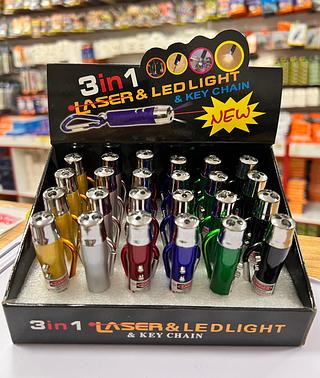 3in1
LASER & LED LIGHT
& KEY CHAIN
NEW
3in1 LASER & LED LIGHT
& KEY CHAIN